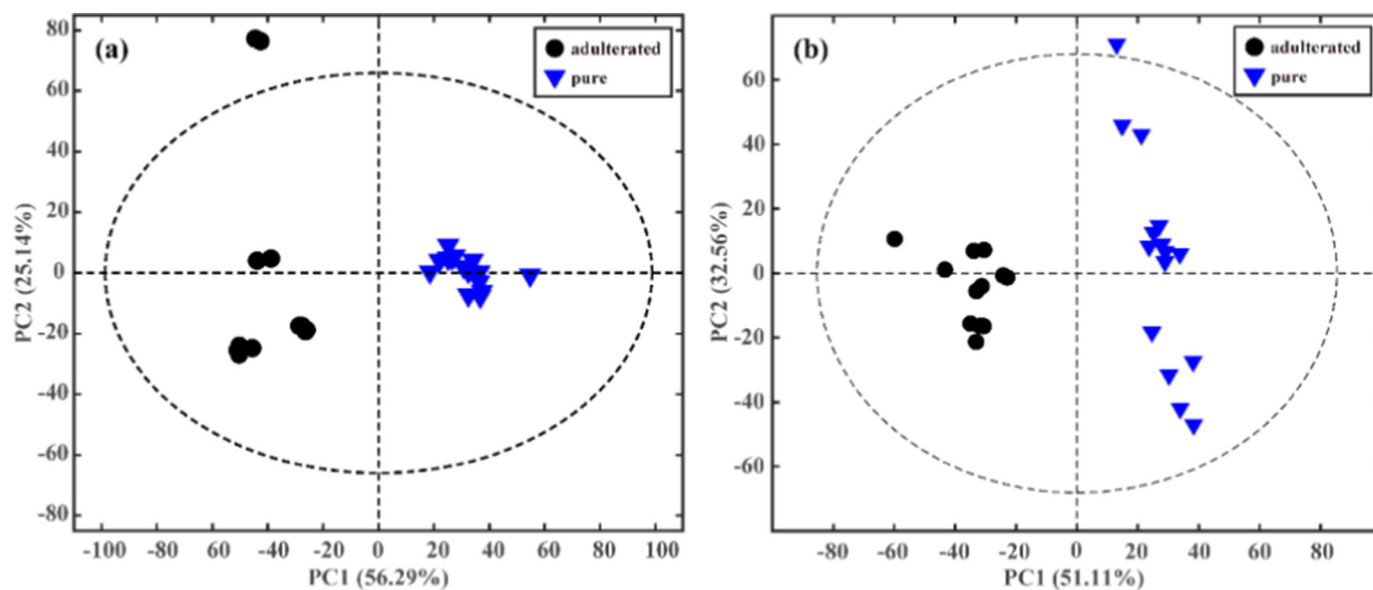 (a)
adulterated
pure
80
60
40
20
0
-20
-40
-60
-80
PC2 (25.14%)
-100 -80 -60 -40 -20 0 20 40 60 80 100
PC1 (56.29%)
(b)
adulterated
pure
60
40
20
0
-20
-40
-60
PC2 (32.56%)
-80 -60 -40 -20 0 20 40 60 80
PC1 (51.11%)